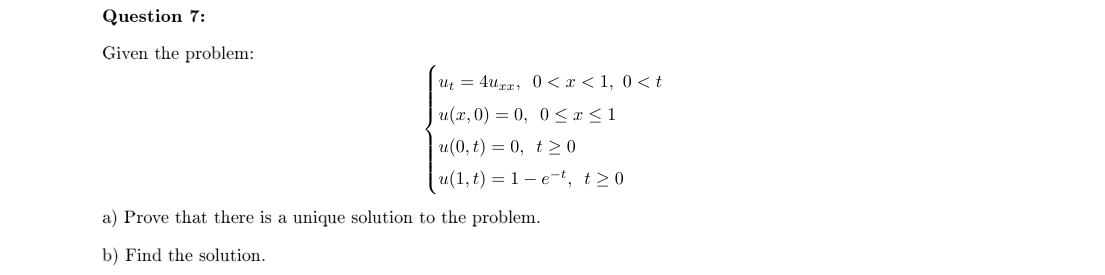 Question 7:
Given the problem:
u_t = 4u_{xx}, 0 < x < 1, 0 < t
u(x, 0) = 0, 0 ≤ x ≤ 1
u(0, t) = 0, t ≥ 0
u(1, t) = 1 − e^{−t}, t ≥ 0
a) Prove that there is a unique solution to the problem.
b) Find the solution.